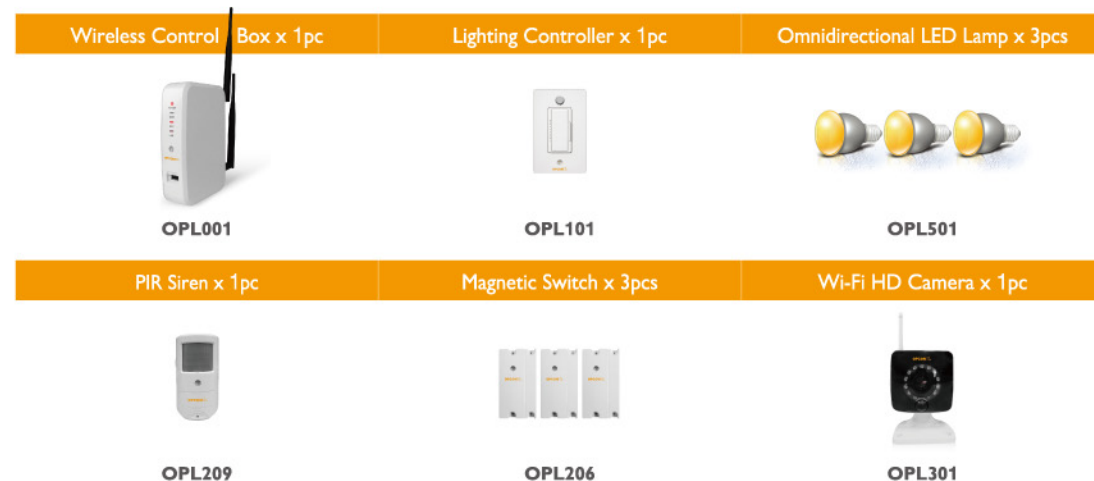 Wireless Control Box x 1pc
Lighting Controller x 1pc
Omnidirectional LED Lamp x 3pcs
OPL001
OPL101
OPL501
PIR Siren x 1pc
Magnetic Switch x 3pcs
Wi-Fi HD Camera x 1pc
OPL209
OPL206
OPL301